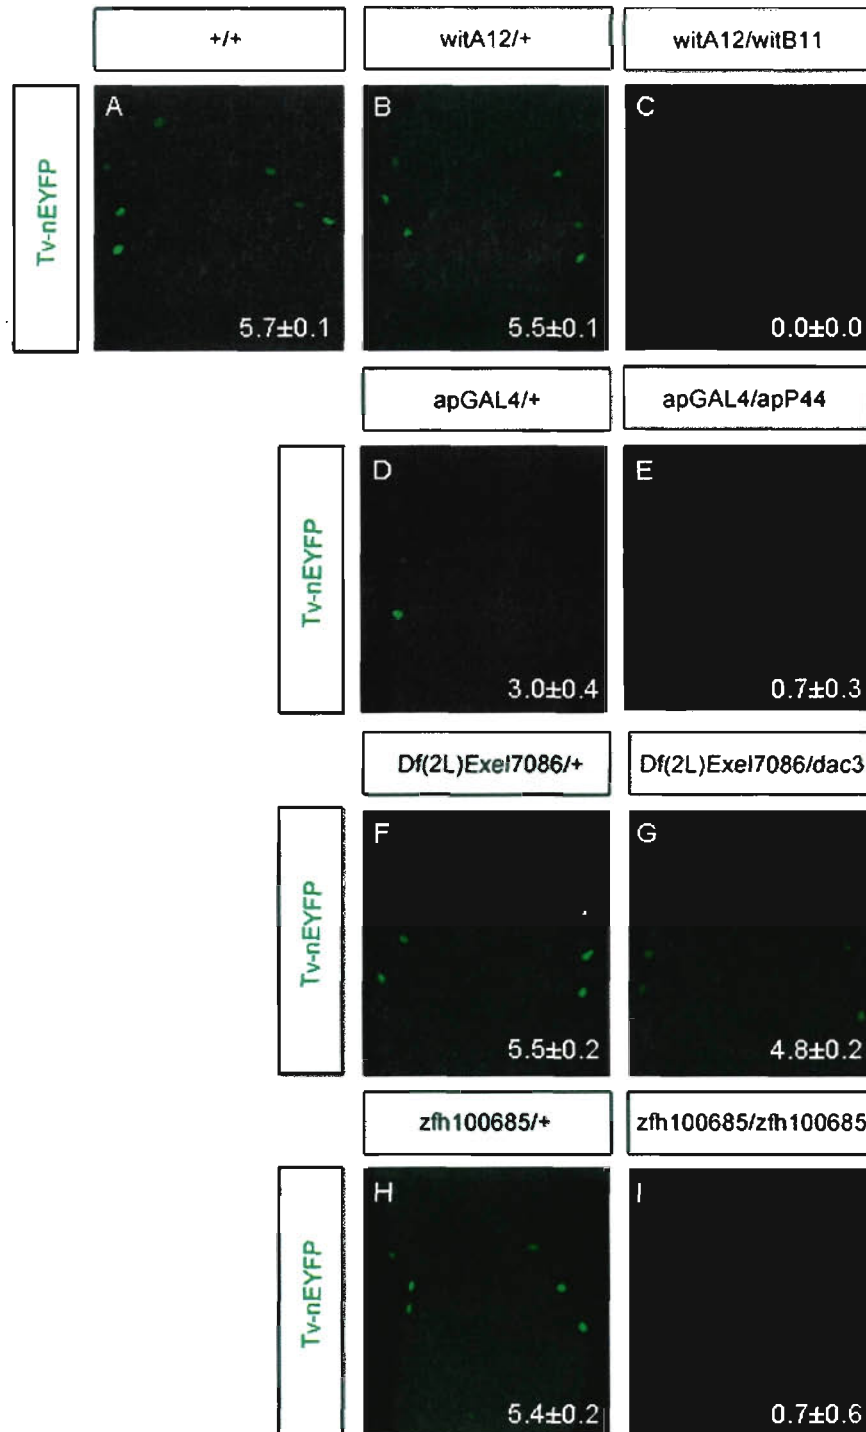 +/+
witA12/+
witA12/witB11
Tv-nEYFP
A
5.7±0.1
B
5.5±0.1
C
0.0±0.0
apGAL4/+
apGAL4/apP44
Tv-nEYFP
D
3.0±0.4
E
0.7±0.3
Df(2L)Exel7086/+
Df(2L)Exel7086/dac3
Tv-nEYFP
F
5.5±0.2
G
4.8±0.2
zfh100685/+
zfh100685/zfh100685
Tv-nEYFP
H
5.4±0.2
I
0.7±0.6